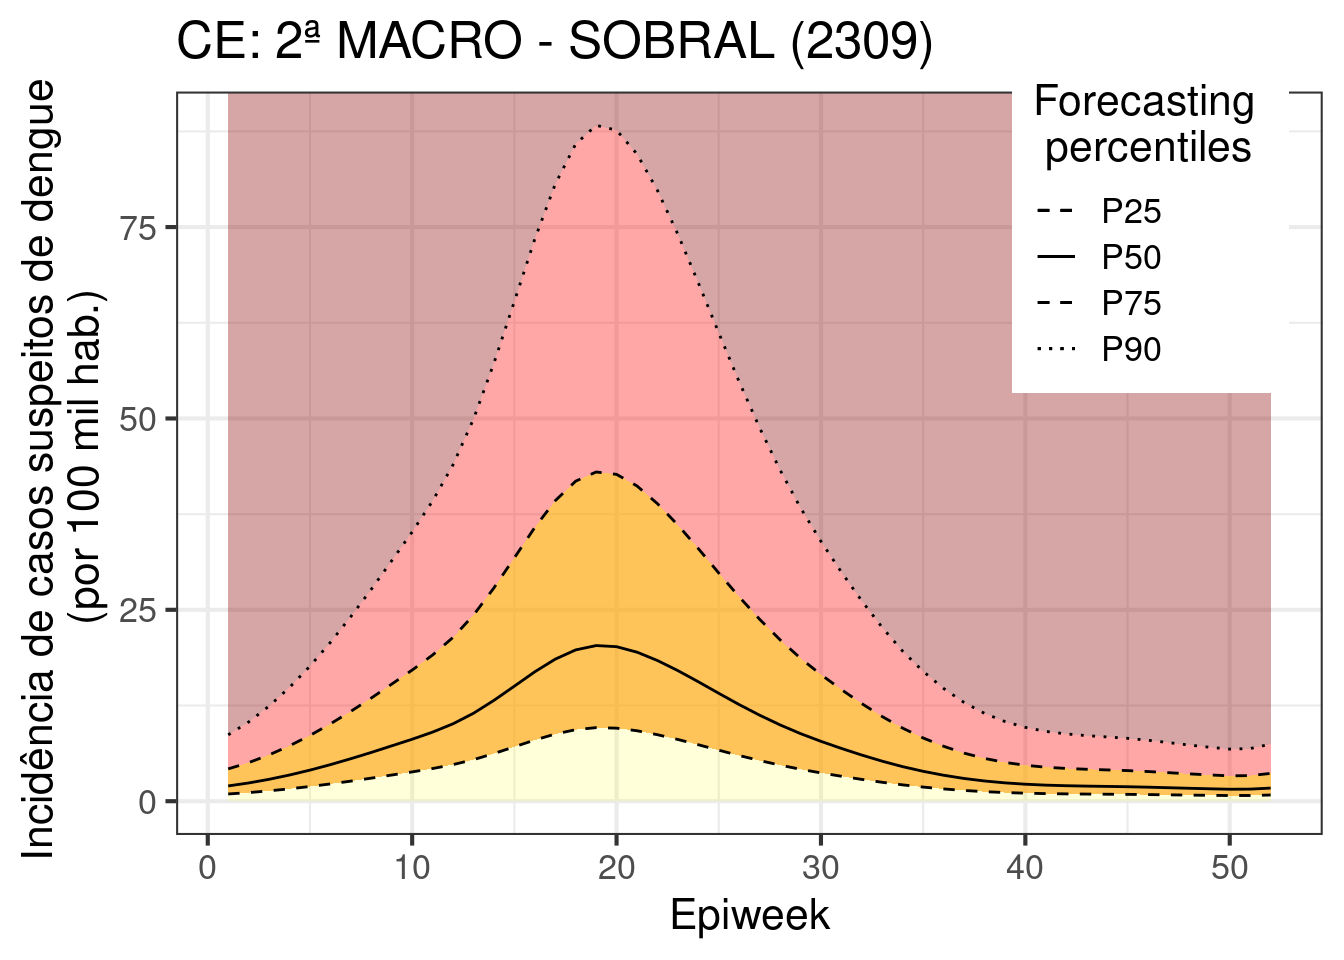 CE: 2ª MACRO - SOBRAL (2309)
Incidência de casos suspeitos de dengue
(por 100 mil hab.)
75
50
25
0
Forecasting
percentiles
P25
P50
P75
P90
0 10 20 30 40 50
Epiweek